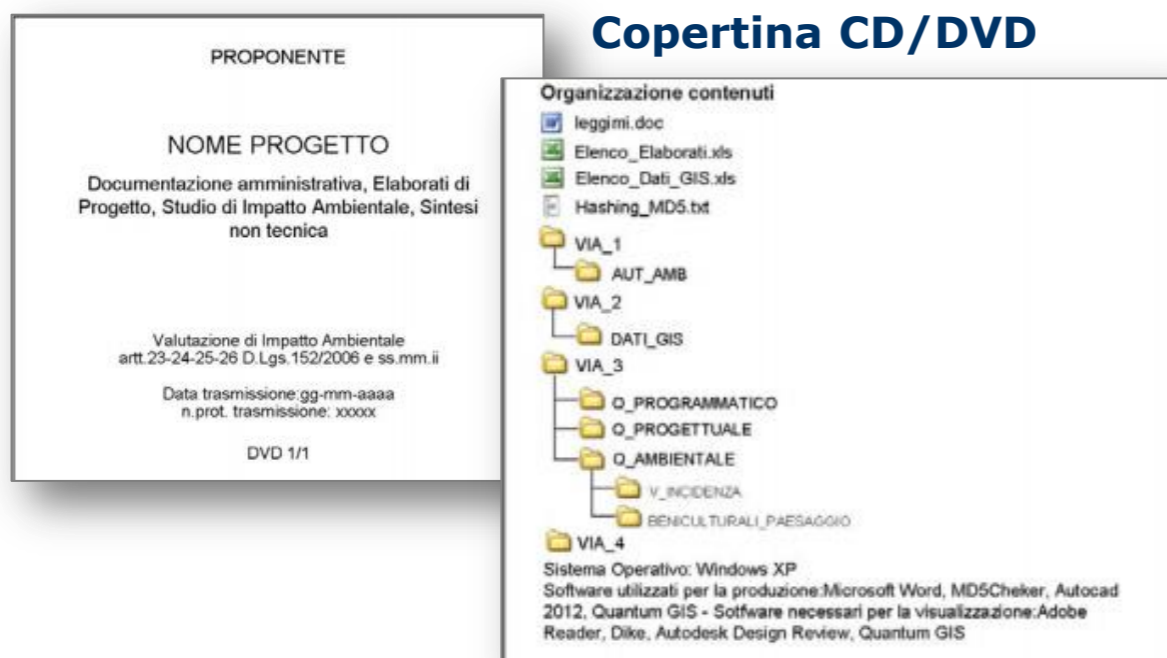 Copertina CD/DVD
PROPONENTE
NOME PROGETTO
Documentazione amministrativa, Elaborati di
Progetto, Studio di Impatto Ambientale, Sintesi
non tecnica
Valutazione di Impatto Ambientale
artt.23-24-25-26 D.Lgs.152/2006 e ss.mm.ii
Data trasmissione:gg-mm-aaaa
n.prot. trasmissione: xxxxx
DVD 1/1
Organizzazione contenuti
leggimi.doc
Elenco_Elaborati.xls
Elenco_Dati_GIS.xls
Hashing_MD5.txt
VIA_1
AUT_AMB
VIA_2
DATI_GIS
VIA_3
Q_PROGRAMMATICO
Q_PROGETTUALE
Q_AMBIENTALE
V_INCIDENZA
BENICULTURALI_PAESAGGIO
VIA_4
Sistema Operativo: Windows XP
Software utilizzati per la produzione:Microsoft Word, MD5Cheker, Autocad
2012, Quantum GIS - Sotfware necessari per la visualizzazione:Adobe
Reader, Dike, Autodesk Design Review, Quantum GIS